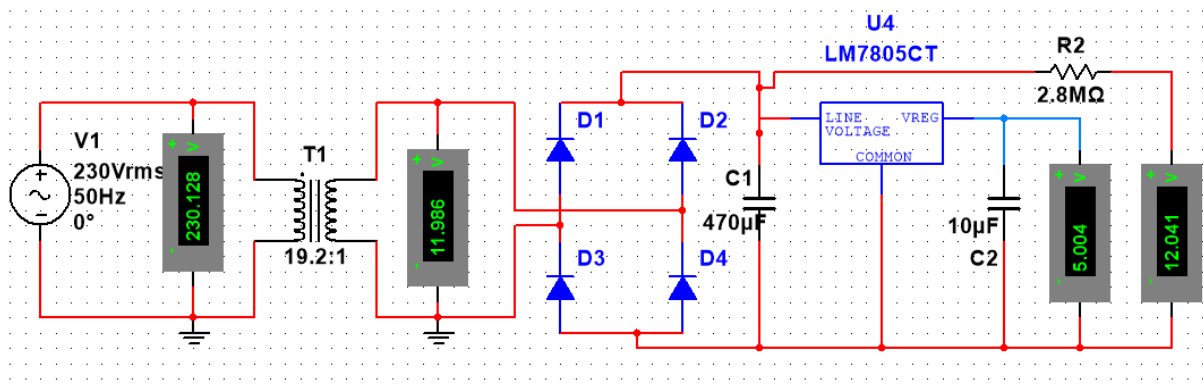 V1
230Vrms
50Hz
0°
+ V
230.128
-
T1
19.2:1
+ V
11.986
-
D1
D2
D3
D4
C1
470µF
U4
LM7805CT
LINE VREG
VOLTAGE
COMMON
10µF
C2
R2
2.8MΩ
+ V
5.004
-
+ V
12.041
-